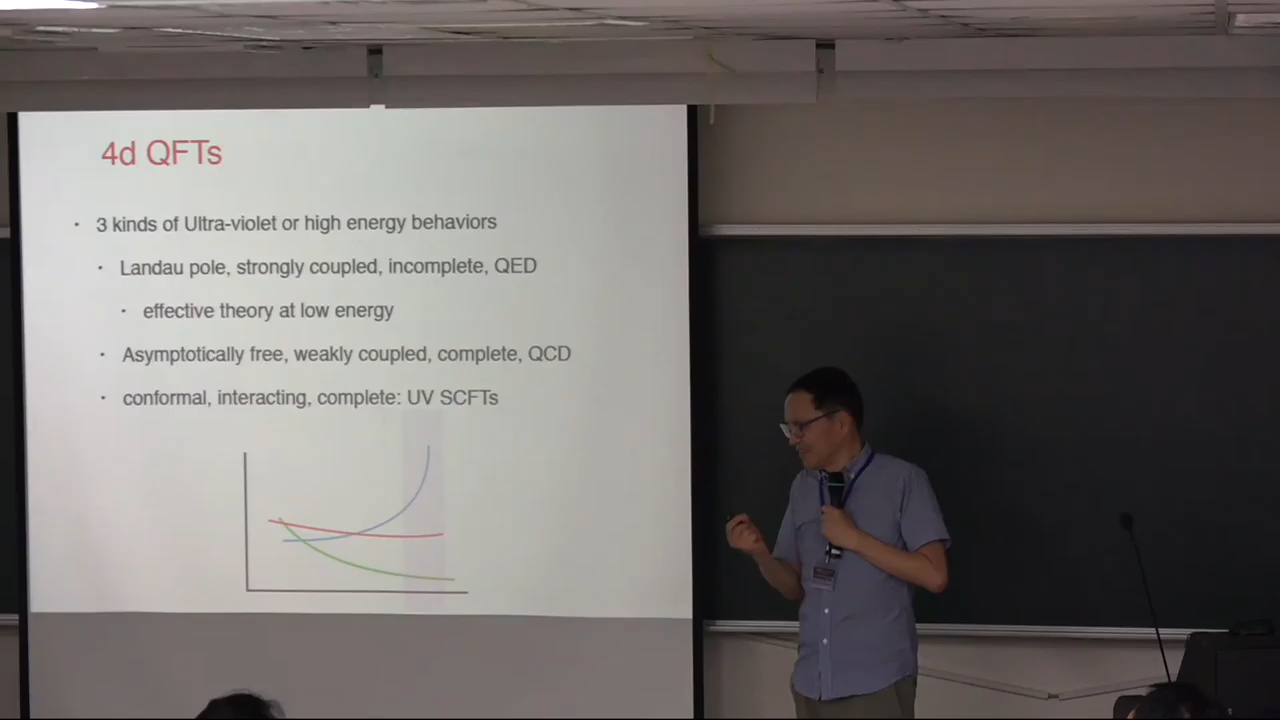 4d QFTs
· 3 kinds of Ultra-violet or high energy behaviors
· Landau pole, strongly coupled, incomplete, QED
· effective theory at low energy
· Asymptotically free, weakly coupled, complete, QCD
· conformal, interacting, complete: UV SCFTs